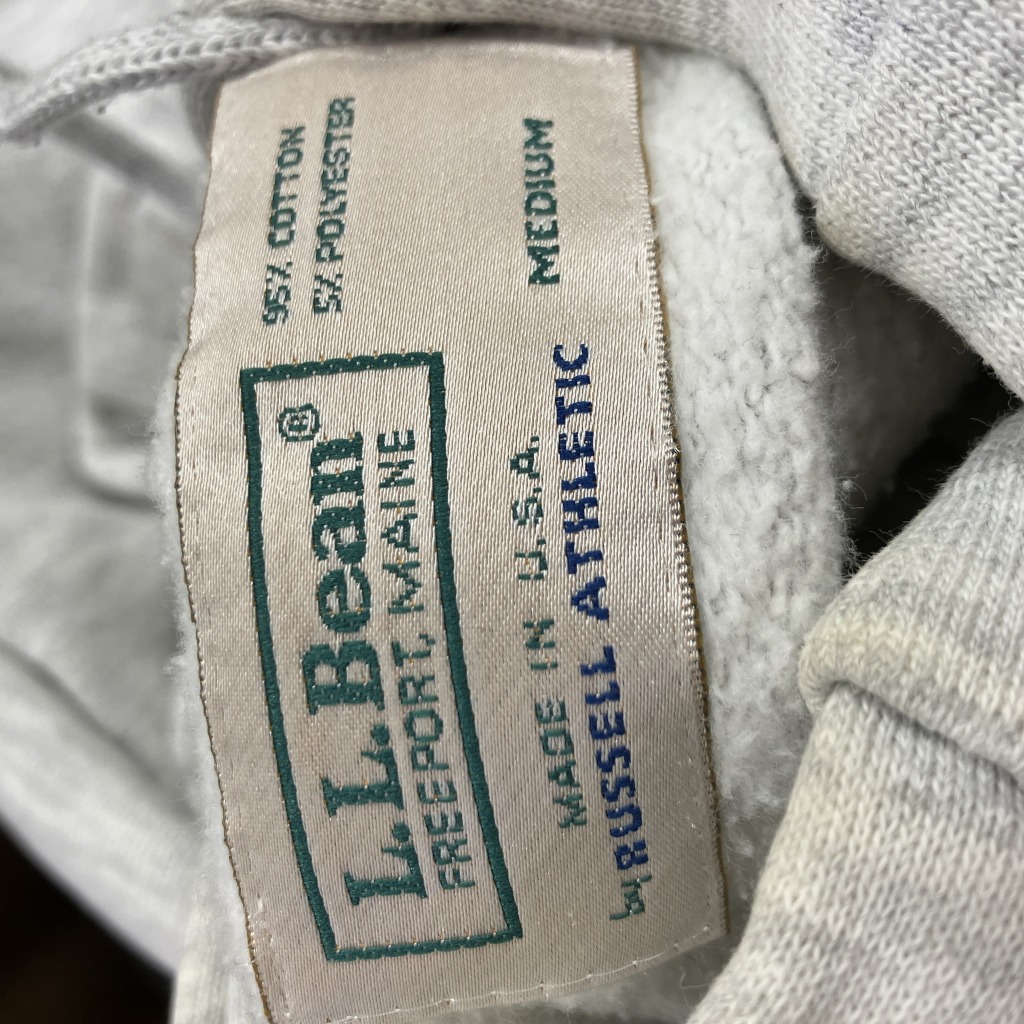 L.L.Bean®
FREEPORT, MAINE
95% COTTON
5% POLYESTER
MADE IN U.S.A.
MEDIUM
by RUSSELL ATHLETIC